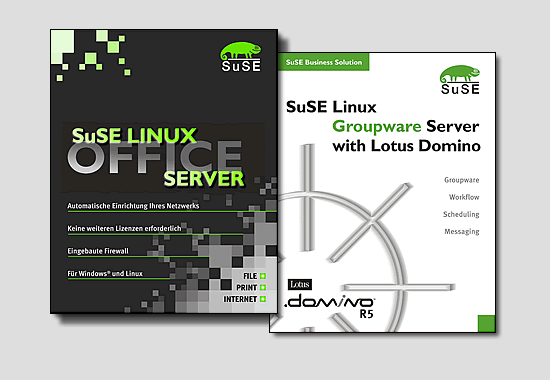 SuSE
SuSE LINUX
OFFICE
SERVER
Automatische Einrichtung Ihres Netzwerks
Keine weiteren Lizenzen erforderlich
Eingebaute Firewall
Für Windows® und Linux
FILE
PRINT
INTERNET
SuSE Business Solution
SuSE
SuSE Linux
Groupware Server
with Lotus Domino
Groupware
Workflow
Scheduling
Messaging
Lotus
.domino™
R5